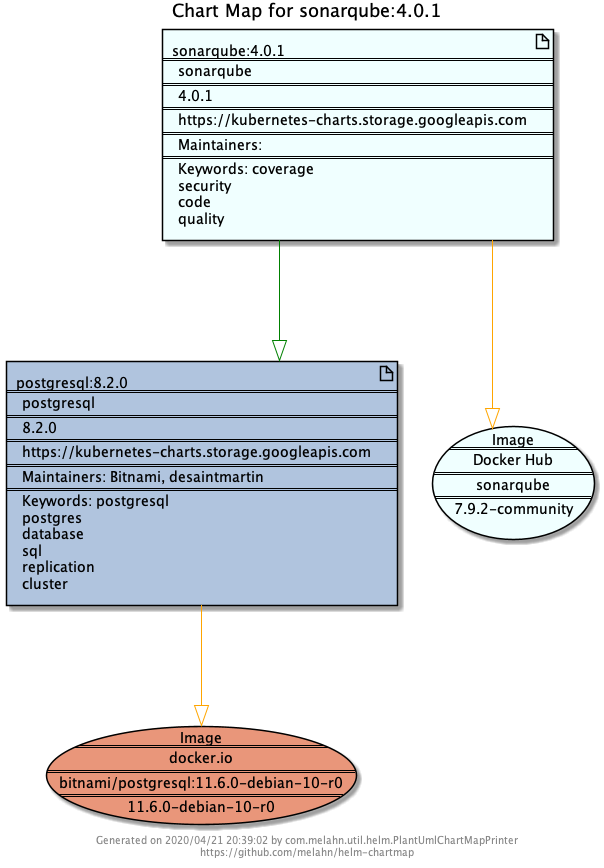 Chart Map for sonarqube:4.0.1
sonarqube:4.0.1
sonarqube
4.0.1
https://kubernetes-charts.storage.googleapis.com
Maintainers:
Keywords: coverage
security
code
quality
postgresql:8.2.0
postgresql
8.2.0
https://kubernetes-charts.storage.googleapis.com
Maintainers: Bitnami, desaintmartin
Keywords: postgresql
postgres
database
sql
replication
cluster
Image
Docker Hub
sonarqube
7.9.2-community
Image
docker.io
bitnami/postgresql:11.6.0-debian-10-r0
11.6.0-debian-10-r0
Generated on 2020/04/21 20:39:02 by com.melahn.util.helm.PlantUmlChartMapPrinter
https://github.com/melahn/helm-chartmap